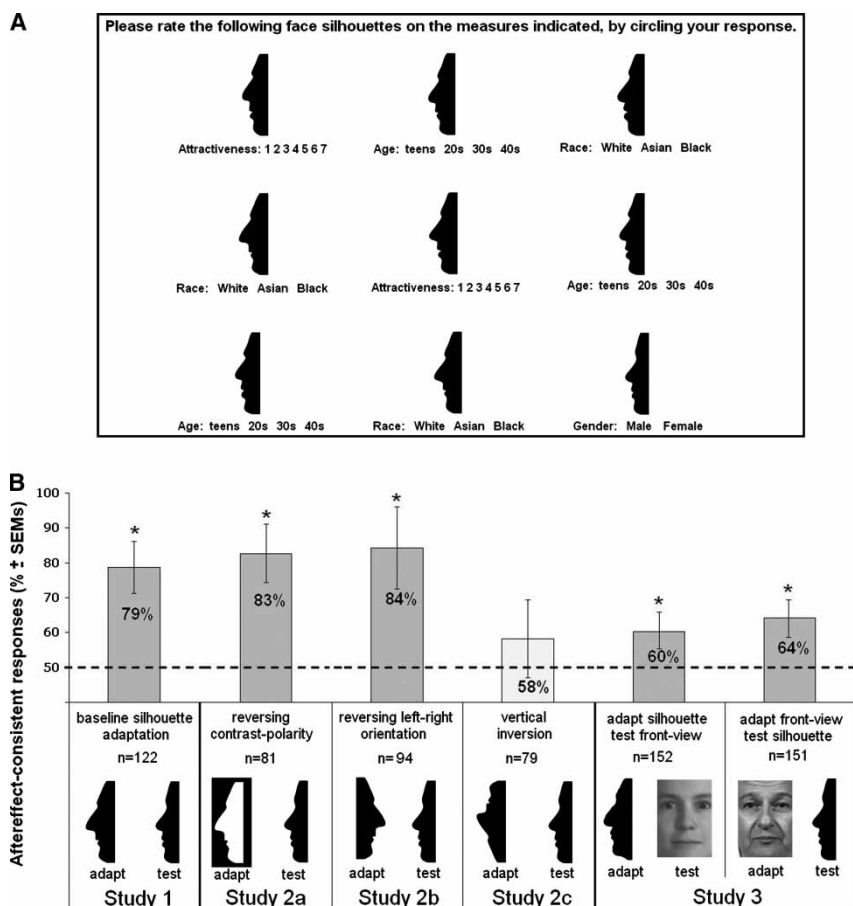 A
Please rate the following face silhouettes on the measures indicated, by circling your response.
Attractiveness: 1 2 3 4 5 6 7
Age: teens 20s 30s 40s
Race: White Asian Black
Race: White Asian Black
Attractiveness: 1 2 3 4 5 6 7
Age: teens 20s 30s 40s
Age: teens 20s 30s 40s
Race: White Asian Black
Gender: Male Female
B
Aftereffect-consistent responses (% ± SEMs)
100
90
80
70
60
50
*
*
*
*
*
79%
83%
84%
58%
60%
64%
baseline silhouette
adaptation
n=122
adapt test
Study 1
reversing
contrast-polarity
n=81
adapt test
Study 2a
reversing left-right
orientation
n=94
adapt test
Study 2b
vertical
inversion
n=79
adapt test
Study 2c
adapt silhouette
test front-view
n=152
adapt test
adapt front-view
test silhouette
n=151
adapt test
Study 3